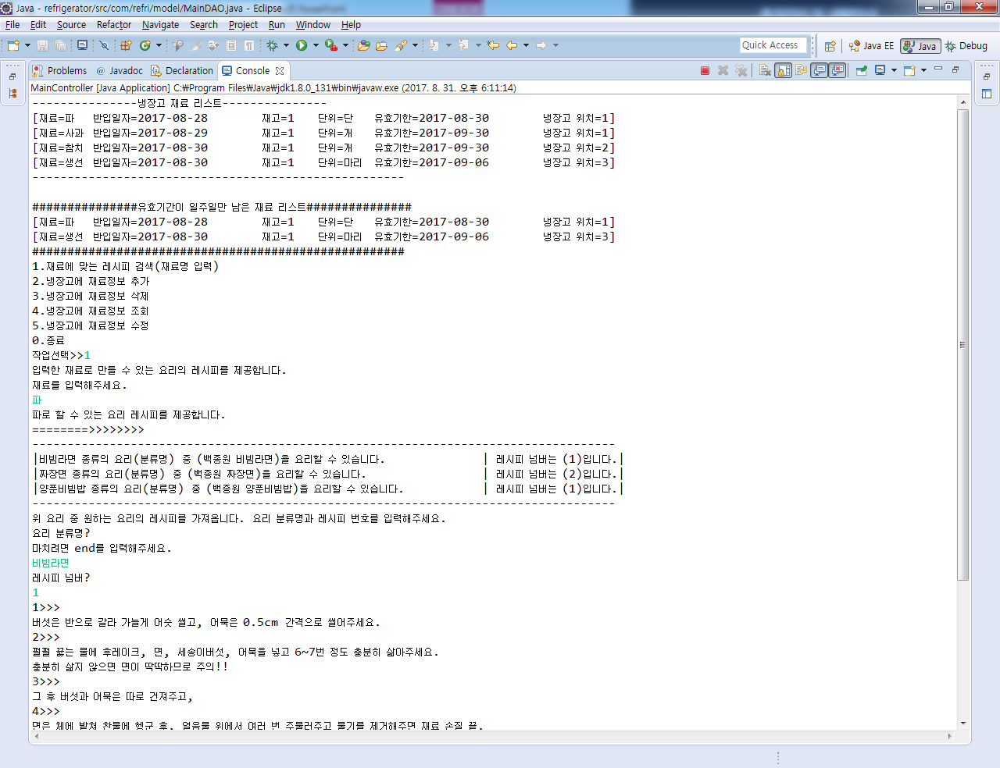 Java - refrigerator/src/com/refri/model/MainDAO.java - Eclipse
File Edit Source Refactor Navigate Search Project Run Window Help
Quick Access Java EE Java Debug
Problems Javadoc Declaration Console
MainController [Java Application] C:₩Program Files₩Java₩jdk1.8.0_131₩bin₩javaw.exe (2017. 8. 31. 오후 6:11:14)
---------------냉장고 재료 리스트---------------
[재료=파 반입일자=2017-08-28 재고=1 단위=단 유효기한=2017-08-30 냉장고 위치=1]
[재료=사과 반입일자=2017-08-29 재고=1 단위=개 유효기한=2017-09-30 냉장고 위치=1]
[재료=참치 반입일자=2017-08-30 재고=1 단위=개 유효기한=2017-09-30 냉장고 위치=2]
[재료=생선 반입일자=2017-08-30 재고=1 단위=마리 유효기한=2017-09-06 냉장고 위치=3]
-----------------------------------------------------
###############유효기간이 일주일만 남은 재료 리스트###############
[재료=파 반입일자=2017-08-28 재고=1 단위=단 유효기한=2017-08-30 냉장고 위치=1]
[재료=생선 반입일자=2017-08-30 재고=1 단위=마리 유효기한=2017-09-06 냉장고 위치=3]
#####################################################
1.재료에 맞는 레시피 검색(재료명 입력)
2.냉장고에 재료정보 추가
3.냉장고에 재료정보 삭제
4.냉장고에 재료정보 조회
5.냉장고에 재료정보 수정
0.종료
작업선택>>1
입력한 재료로 만들 수 있는 요리의 레시피를 제공합니다.
재료를 입력해주세요.
파
파로 할 수 있는 요리 레시피를 제공합니다.
========>>>>>>>>
-----------------------------------------------------------------------------------
|비빔라면 종류의 요리(분류명) 중 (백종원 비빔라면)을 요리할 수 있습니다. | 레시피 넘버는 (1)입니다.|
|짜장면 종류의 요리(분류명) 중 (백종원 짜장면)을 요리할 수 있습니다. | 레시피 넘버는 (2)입니다.|
|양푼비빔밥 종류의 요리(분류명) 중 (백종원 양푼비빔밥)을 요리할 수 있습니다. | 레시피 넘버는 (1)입니다.|
-----------------------------------------------------------------------------------
위 요리 중 원하는 요리의 레시피를 가져옵니다. 요리 분류명과 레시피 번호를 입력해주세요.
요리 분류명?
마치려면 end를 입력해주세요.
비빔라면
레시피 넘버?
1
1>>>
버섯은 반으로 갈라 가늘게 어슷 썰고, 어묵은 0.5cm 간격으로 썰어주세요.
2>>>
펄펄 끓는 물에 후레이크, 면, 세송이버섯, 어묵을 넣고 6~7번 정도 충분히 삶아주세요.
충분히 삶지 않으면 면이 딱딱하므로 주의!!
3>>>
그 후 버섯과 어묵은 따로 건져주고,
4>>>
면은 체에 밭쳐 찬물에 헹군 후, 얼음물 위에서 여러 번 주물러주고 물기를 제거해주면 재료 손질 끝.